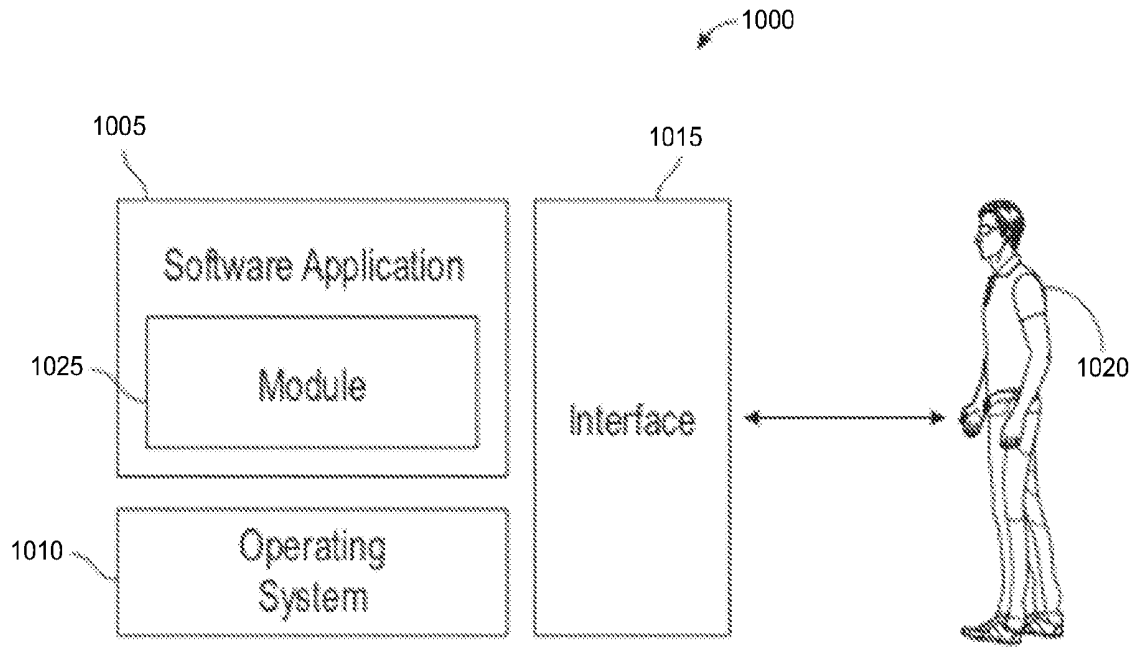 1000
1005
1015
Software Application
1025
Module
1020
Interface
1010
Operating
System